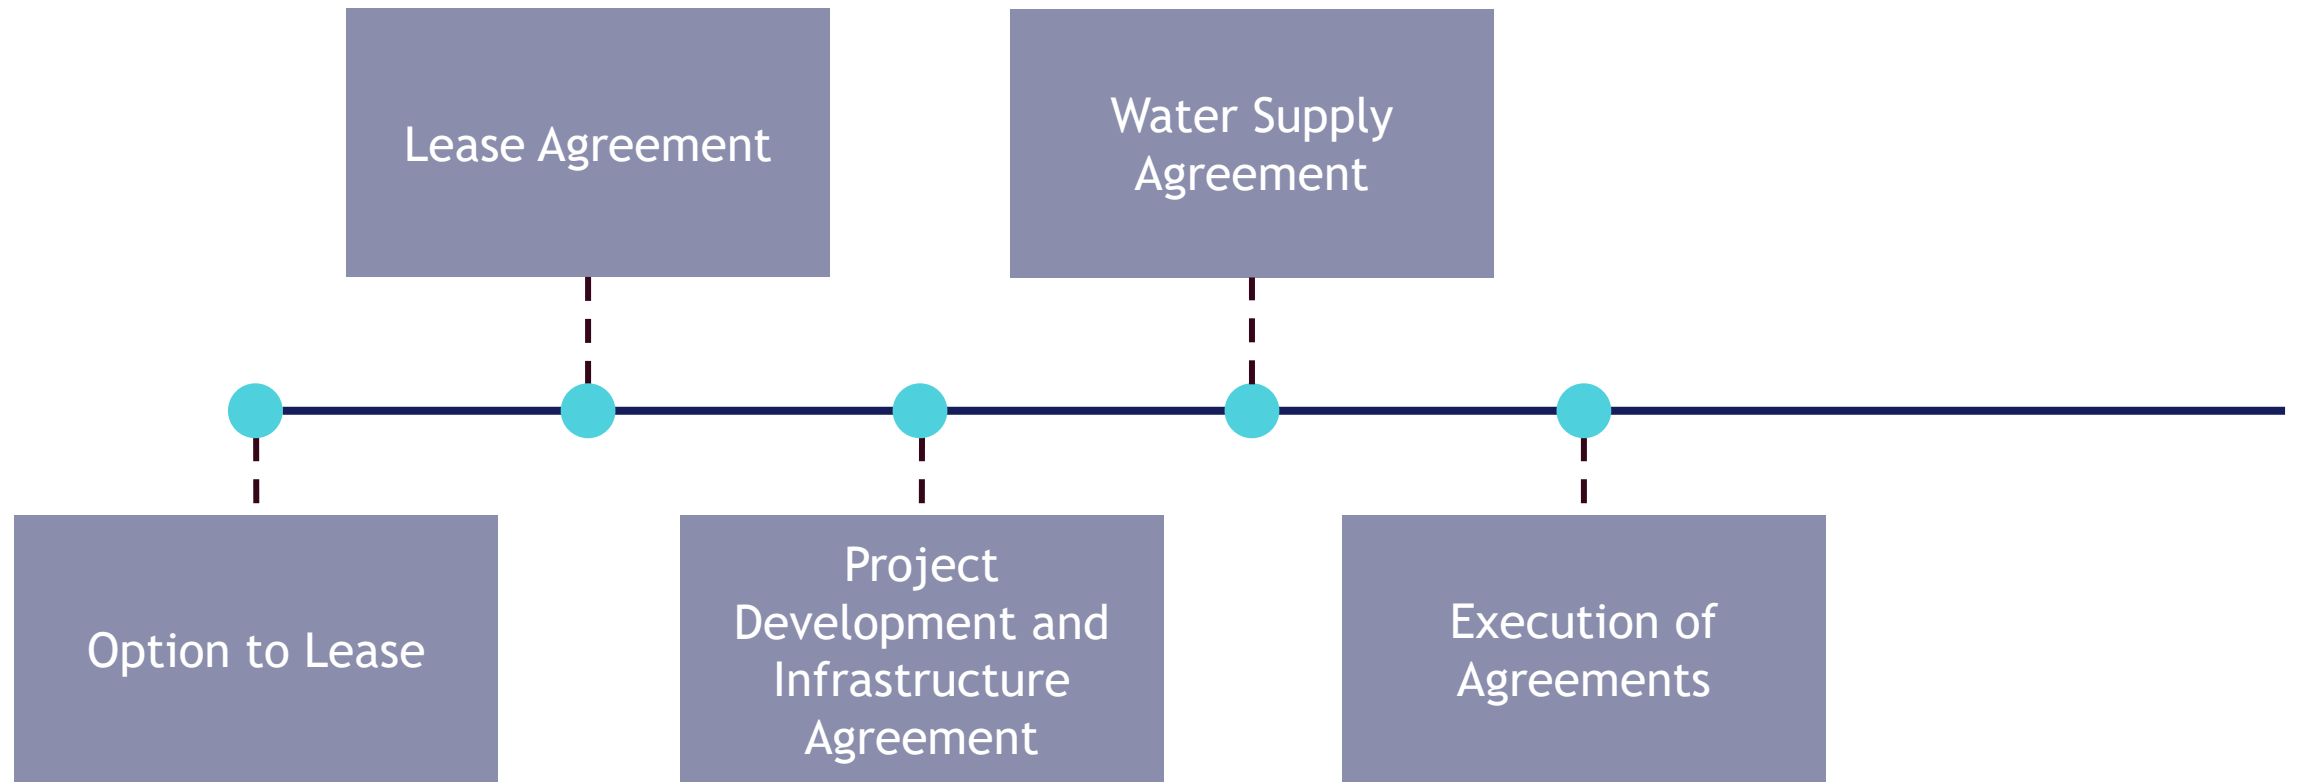 Lease Agreement
Water Supply
Agreement
Option to Lease
Project
Development and
Infrastructure
Agreement
Execution of
Agreements